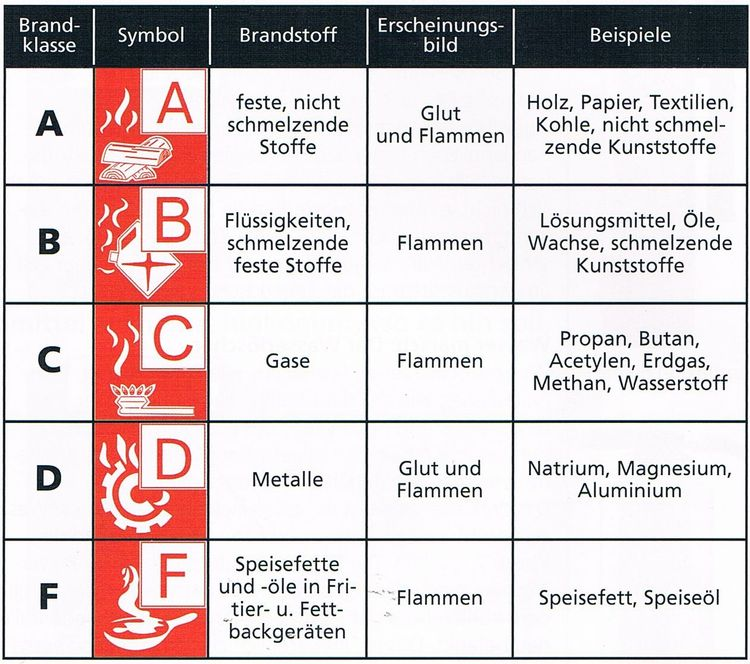 Brand-
klasse
Symbol
Brandstoff
Erscheinungs-
bild
Beispiele
A
A
feste, nicht
schmelzende
Stoffe
Glut
und Flammen
Holz, Papier, Textilien,
Kohle, nicht schmel-
zende Kunststoffe
B
B
Flüssigkeiten,
schmelzende
feste Stoffe
Flammen
Lösungsmittel, Öle,
Wachse, schmelzende
Kunststoffe
C
C
Gase
Flammen
Propan, Butan,
Acetylen, Erdgas,
Methan, Wasserstoff
D
D
Metalle
Glut und
Flammen
Natrium, Magnesium,
Aluminium
F
F
Speisefette
und -öle in Fri-
tier- u. Fett-
backgeräten
Flammen
Speisefett, Speiseöl